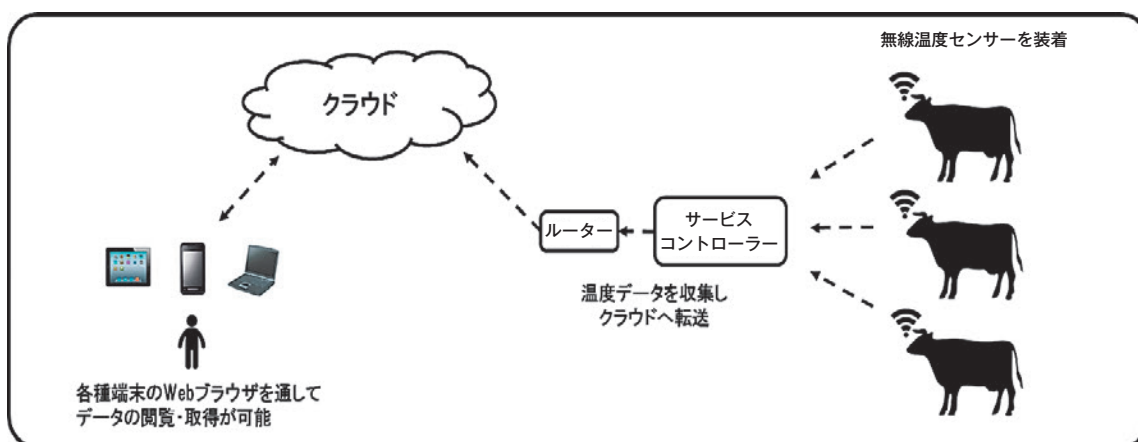 無線温度センサーを装着
クラウド
ルーター
サービス
コントローラー
温度データを収集し
クラウドへ転送
各種端末のWebブラウザを通して
データの閲覧・取得が可能